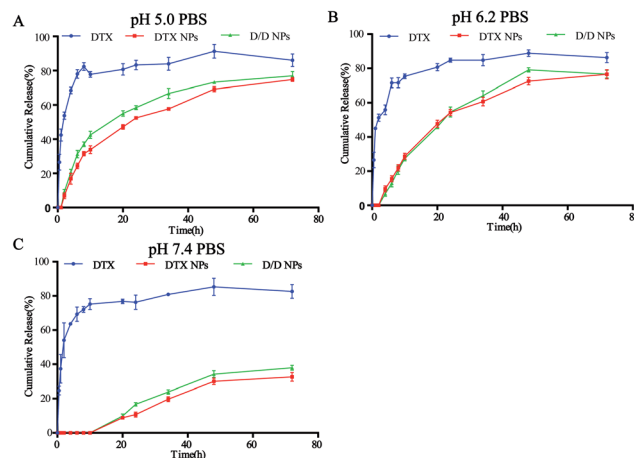 A
pH 5.0 PBS
DTX
DTX NPs
D/D NPs
Cumulative Release(%)
100
80
60
40
20
0
0
20
40
60
80
Time(h)
B
pH 6.2 PBS
DTX
DTX NPs
D/D NPs
Cumulative Release(%)
100
80
60
40
20
0
0
20
40
60
80
Time(h)
C
pH 7.4 PBS
DTX
DTX NPs
D/D NPs
Cumulative Release(%)
100
80
60
40
20
0
0
20
40
60
80
Time(h)